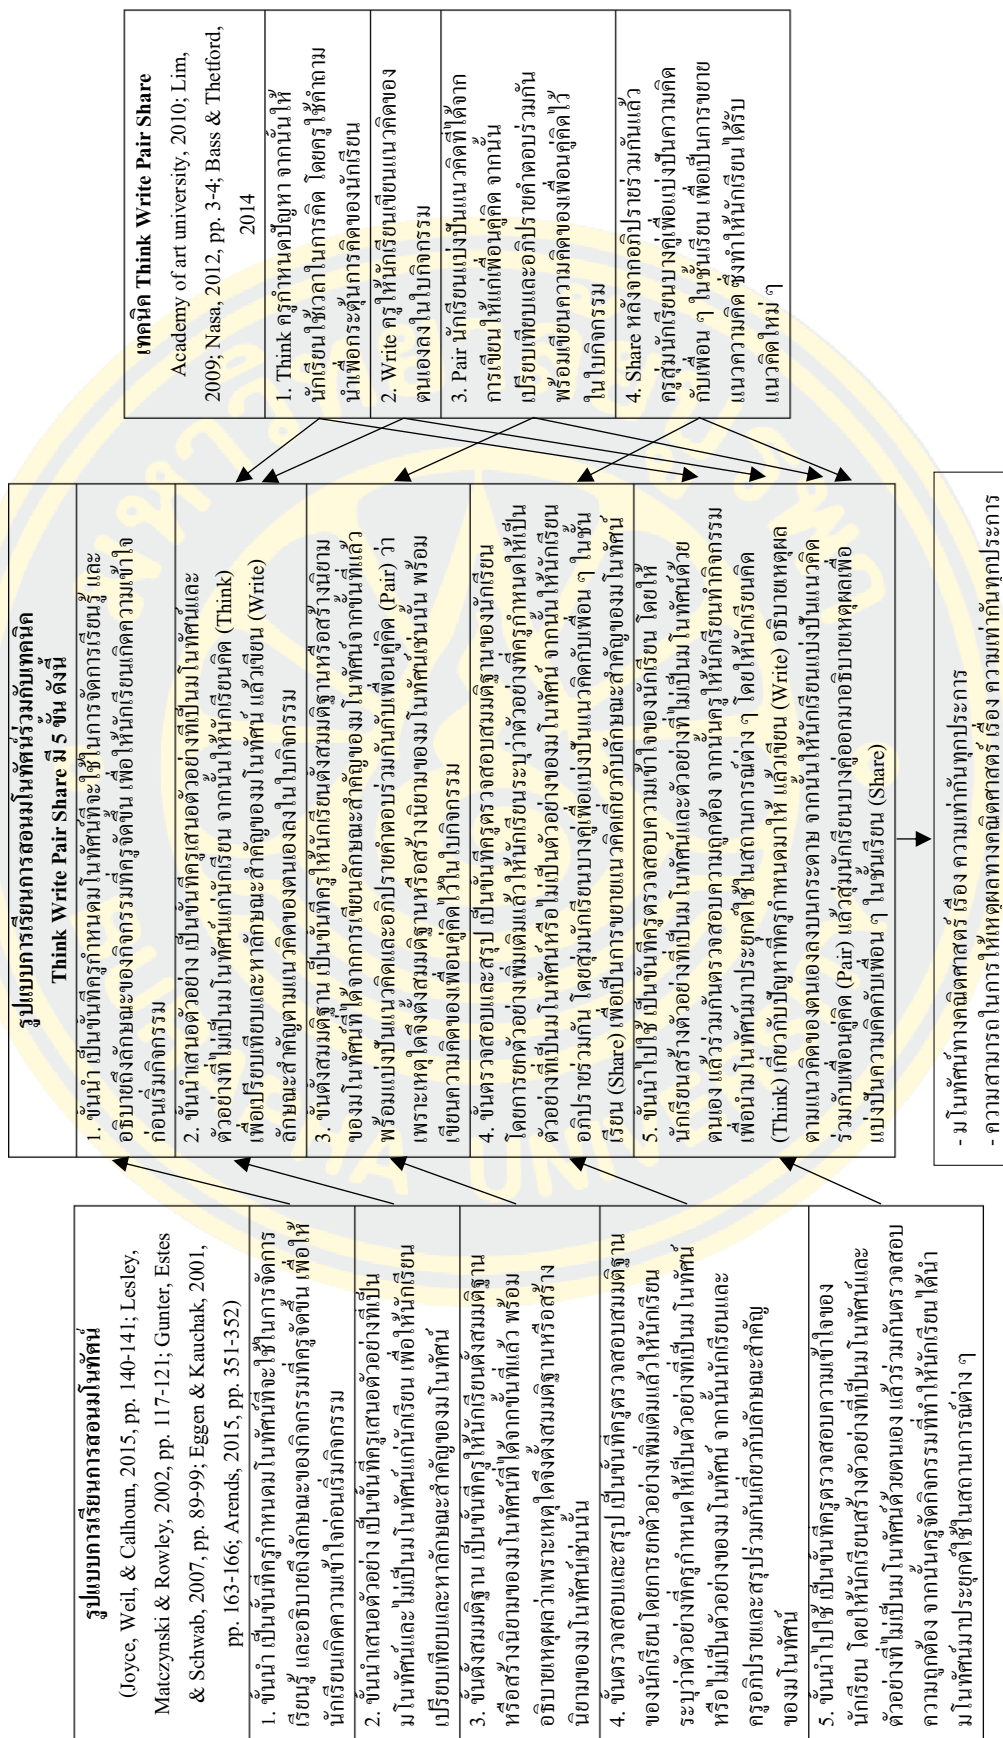 รูปแบบการเรียนการสอนมโนทัศน์
(Joyce, Weil, & Calhoun, 2015, pp. 140-141; Lesley,
Matczynski & Rowley, 2002, pp. 117-121; Gunter, Estes
& Schwab, 2007, pp. 89-99; Eggen & Kauchak, 2001,
pp. 163-166; Arends, 2015, pp. 351-352)
1. ขั้นนำ เป็นขั้นที่ครูกำหนดมโนทัศน์ที่จะใช้ในการจัดการ
เรียนรู้ และอธิบายถึงลักษณะของกิจกรรมที่ครูจัดขึ้น เพื่อให้
นักเรียนเกิดความเข้าใจก่อนเริ่มกิจกรรม
2. ขั้นนำเสนอตัวอย่าง เป็นขั้นที่ครูเสนอตัวอย่างที่เป็น
มโนทัศน์และไม่เป็นมโนทัศน์แก่นักเรียน เพื่อให้นักเรียน
เปรียบเทียบและหาลักษณะสำคัญของมโนทัศน์
3. ขั้นตั้งสมมติฐาน เป็นขั้นที่ครูให้นักเรียนตั้งสมมติฐาน
หรือสร้างนิยามของมโนทัศน์ที่ได้จากขั้นที่แล้ว พร้อม
อธิบายเหตุผลว่าเพราะเหตุใดจึงตั้งสมมติฐานหรือสร้าง
นิยามของมโนทัศน์เช่นนั้น
4. ขั้นตรวจสอบและสรุป เป็นขั้นที่ครูตรวจสอบสมมติฐาน
ของนักเรียน โดยการยกตัวอย่างเพิ่มเติมแล้วให้นักเรียน
ระบุว่าตัวอย่างที่ครูกำหนดให้เป็นตัวอย่างที่เป็นมโนทัศน์
หรือไม่เป็นตัวอย่างของมโนทัศน์ จากนั้นนักเรียนและ
ครูอภิปรายและสรุปร่วมกันเกี่ยวกับลักษณะสำคัญ
ของมโนทัศน์
5. ขั้นนำไปใช้ เป็นขั้นที่ครูตรวจสอบความเข้าใจของ
นักเรียน โดยให้นักเรียนสร้างตัวอย่างที่เป็นมโนทัศน์และ
ตัวอย่างที่ไม่เป็นมโนทัศน์ด้วยตนเอง แล้วร่วมกันตรวจสอบ
ความถูกต้อง จากนั้นครูจัดกิจกรรมที่ทำให้นักเรียนได้นำ
มโนทัศน์มาประยุกต์ใช้ในสถานการณ์ต่าง ๆ
รูปแบบการเรียนการสอนมโนทัศน์ร่วมกับเทคนิค
Think Write Pair Share มี 5 ขั้น ดังนี้
1. ขั้นนำ เป็นขั้นที่ครูกำหนดมโนทัศน์ที่จะใช้ในการจัดการเรียนรู้ และ
อธิบายถึงลักษณะของกิจกรรมที่ครูจัดขึ้น เพื่อให้นักเรียนเกิดความเข้าใจ
ก่อนเริ่มกิจกรรม
2. ขั้นนำเสนอตัวอย่าง เป็นขั้นที่ครูเสนอตัวอย่างที่เป็นมโนทัศน์และ
ตัวอย่างที่ไม่เป็นมโนทัศน์แก่นักเรียน จากนั้นให้นักเรียนคิด (Think)
เพื่อเปรียบเทียบและหาลักษณะสำคัญของมโนทัศน์ แล้วเขียน (Write)
ลักษณะสำคัญตามแนวคิดของตนเองลงในใบกิจกรรม
3. ขั้นตั้งสมมติฐาน เป็นขั้นที่ครูให้นักเรียนตั้งสมมติฐานหรือสร้างนิยาม
ของมโนทัศน์ที่ได้จากการเขียนลักษณะสำคัญของมโนทัศน์จากขั้นที่แล้ว
พร้อมแบ่งปันแนวคิดและอภิปรายคำตอบร่วมกันกับเพื่อนคู่คิด (Pair) ว่า
เพราะเหตุใดจึงตั้งสมมติฐานหรือสร้างนิยามของมโนทัศน์เช่นนั้น พร้อม
เขียนความคิดของเพื่อนคู่คิดไว้ในใบกิจกรรม
4. ขั้นตรวจสอบและสรุป เป็นขั้นที่ครูตรวจสอบสมมติฐานของนักเรียน
โดยการยกตัวอย่างเพิ่มเติมแล้วให้นักเรียนระบุว่าตัวอย่างที่ครูกำหนดให้เป็น
ตัวอย่างที่เป็นมโนทัศน์หรือไม่เป็นตัวอย่างของมโนทัศน์ จากนั้นให้นักเรียน
อภิปรายร่วมกัน โดยสุ่มนักเรียนบางคู่เพื่อแบ่งปันแนวคิดกับเพื่อน ๆ ในชั้น
เรียน (Share) เพื่อเป็นการขยายแนวคิดเกี่ยวกับลักษณะสำคัญของมโนทัศน์
5. ขั้นนำไปใช้ เป็นขั้นที่ครูตรวจสอบความเข้าใจของนักเรียน โดยให้
นักเรียนสร้างตัวอย่างที่เป็นมโนทัศน์และตัวอย่างที่ไม่เป็นมโนทัศน์ด้วย
ตนเอง แล้วร่วมกันตรวจสอบความถูกต้อง จากนั้นครูให้นักเรียนทำกิจกรรม
เพื่อนำมโนทัศน์มาประยุกต์ใช้ในสถานการณ์ต่าง ๆ โดยให้นักเรียนคิด
(Think) เกี่ยวกับปัญหาที่ครูกำหนดมาให้ แล้วเขียน (Write) อธิบายเหตุผล
ตามแนวคิดของตนเองลงบนกระดาษ จากนั้นให้นักเรียนแบ่งปันแนวคิด
ร่วมกับเพื่อนคู่คิด (Pair) แล้วสุ่มนักเรียนบางคู่ออกมาอธิบายเหตุผลเพื่อ
แบ่งปันความคิดกับเพื่อน ๆ ในชั้นเรียน (Share)
- มโนทัศน์ทางคณิตศาสตร์ เรื่อง ความเท่ากันทุกประการ
- ความสามารถในการให้เหตุผลทางคณิตศาสตร์ เรื่อง ความเท่ากันทุกประการ
เทคนิค Think Write Pair Share
Academy of art university, 2010; Lim,
2009; Nasa, 2012, pp. 3-4; Bass & Thetford,
2014
1. Think ครูกำหนดปัญหา จากนั้นให้
นักเรียนใช้เวลาในการคิด โดยครูใช้คำถาม
นำเพื่อกระตุ้นการคิดของนักเรียน
2. Write ครูให้นักเรียนเขียนแนวคิดของ
ตนเองลงในใบกิจกรรม
3. Pair นักเรียนแบ่งปันแนวคิดที่ได้จาก
การเขียนให้แก่เพื่อนคู่คิด จากนั้น
เปรียบเทียบและอภิปรายคำตอบร่วมกัน
พร้อมเขียนความคิดของเพื่อนคู่คิดไว้
ในใบกิจกรรม
4. Share หลังจากอภิปรายร่วมกันแล้ว
ครูสุ่มนักเรียนบางคู่เพื่อแบ่งปันความคิด
กับเพื่อน ๆ ในชั้นเรียน เพื่อเป็นการขยาย
แนวความคิด ซึ่งทำให้นักเรียนได้รับ
แนวคิดใหม่ ๆ